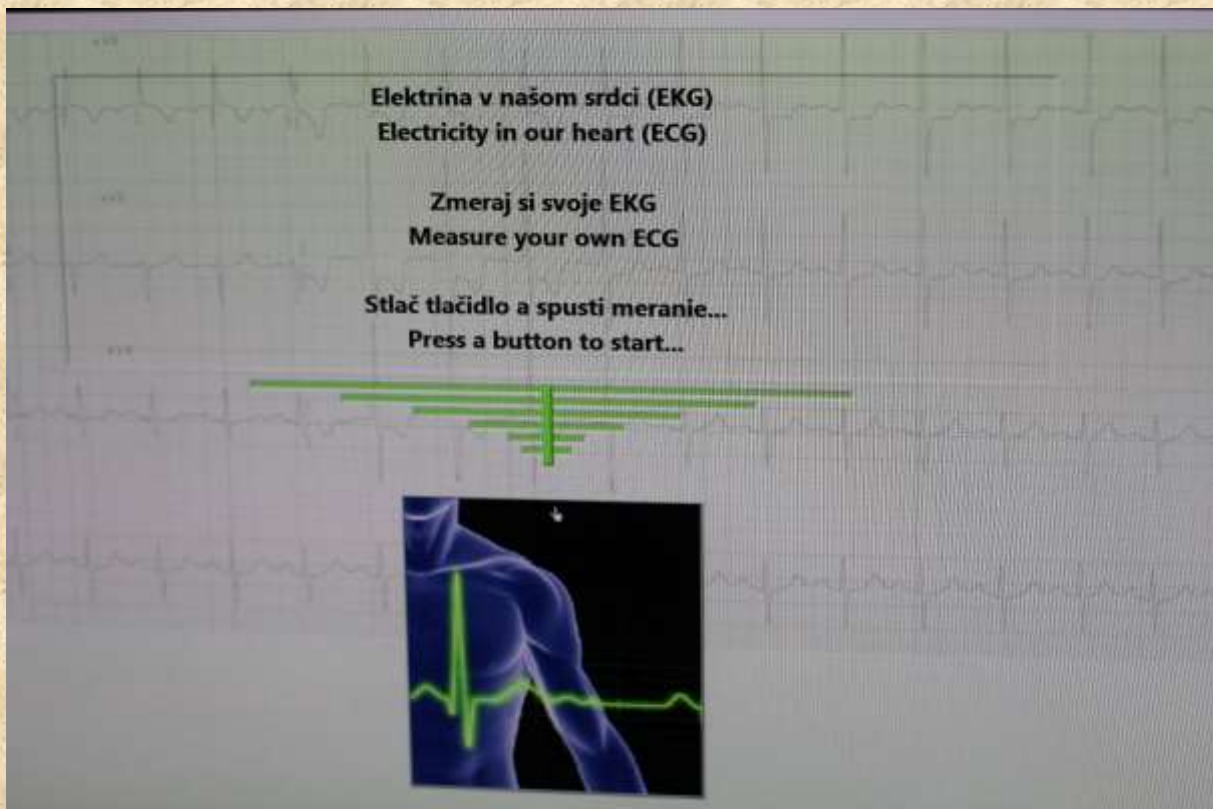 Elektrina v našom srdci (EKG)
Electricity in our heart (ECG)
Zmeraj si svoje EKG
Measure your own ECG
Stlač tlačidlo a spusti meranie...
Press a button to start...